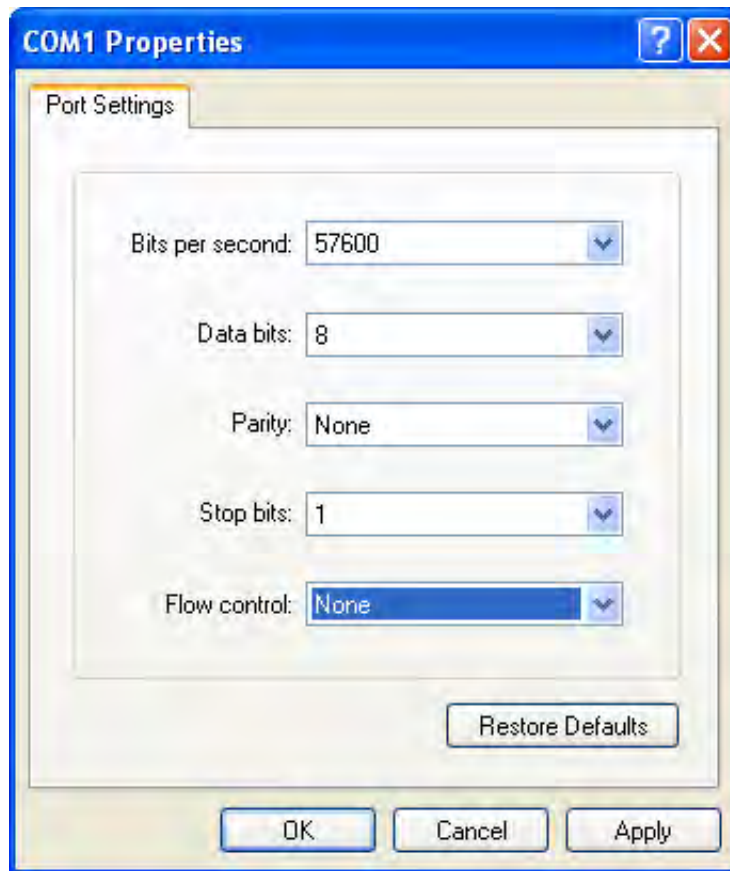 COM1 Properties
Port Settings
Bits per second: 57600
Data bits: 8
Parity: None
Stop bits: 1
Flow control: None
Restore Defaults
OK Cancel Apply